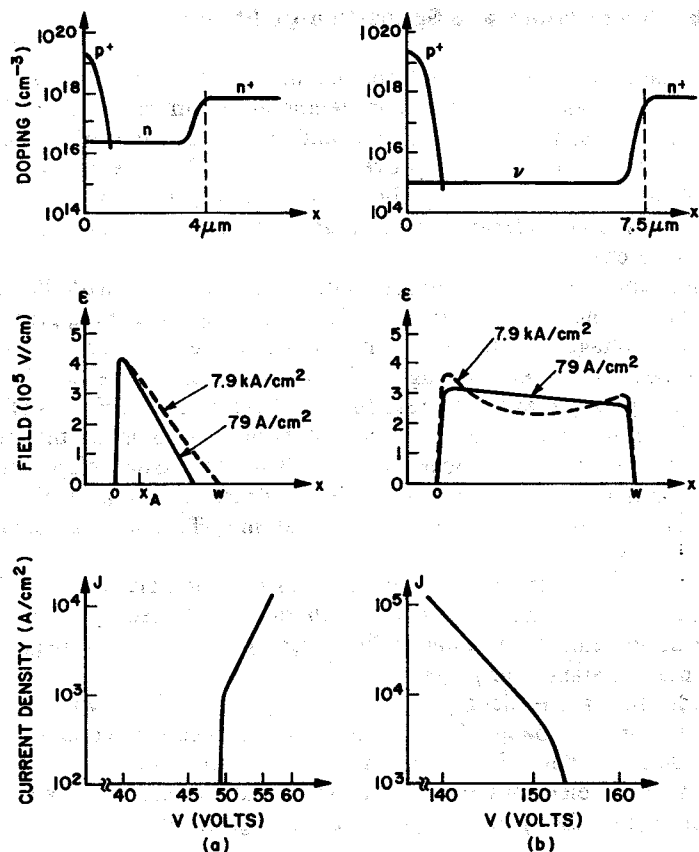 DOPING (cm⁻³)
10²⁰
10¹⁸
10¹⁶
10¹⁴
p⁺
n
n⁺
0
4μm
x
10²⁰
10¹⁸
10¹⁶
10¹⁴
p⁺
ν
n⁺
0
7.5μm
x
FIELD (10⁵ V/cm)
ε
5
4
3
2
1
0
7.9 kA/cm²
79 A/cm²
0
x_A
w
x
ε
5
4
3
2
1
0
7.9 kA/cm²
79 A/cm²
0
w
x
CURRENT DENSITY (A/cm²)
J
10⁴
10³
10²
40 45 50 55 60
V (VOLTS)
(a)
J
10⁵
10⁴
10³
140 150 160
V (VOLTS)
(b)